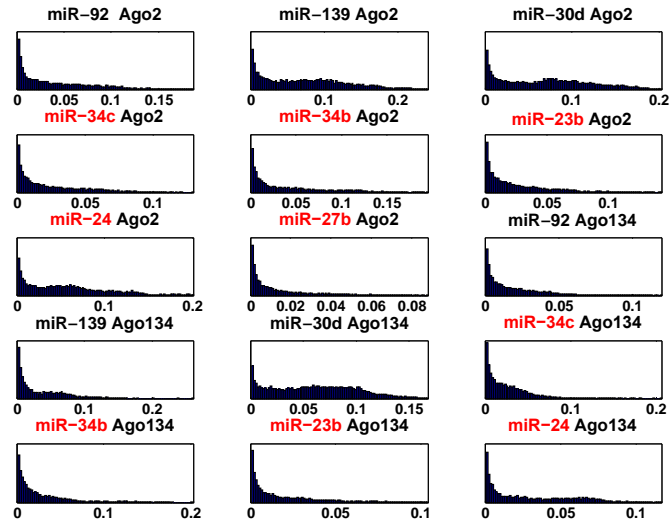 miR−92 Ago2 miR−139 Ago2 miR−30d Ago2
0 0.05 0.1 0.15 0 0.1 0.2 0 0.1 0.2
miR−34c Ago2 miR−34b Ago2 miR−23b Ago2
0 0.05 0.1 0 0.05 0.1 0.15 0 0.05 0.1
miR−24 Ago2 miR−27b Ago2 miR−92 Ago134
0 0.1 0.2 0 0.02 0.04 0.06 0.08 0 0.05 0.1
miR−139 Ago134 miR−30d Ago134 miR−34c Ago134
0 0.1 0.2 0 0.05 0.1 0.15 0 0.1 0.2
miR−34b Ago134 miR−23b Ago134 miR−24 Ago134
0 0.1 0.2 0 0.05 0.1 0 0.05 0.1